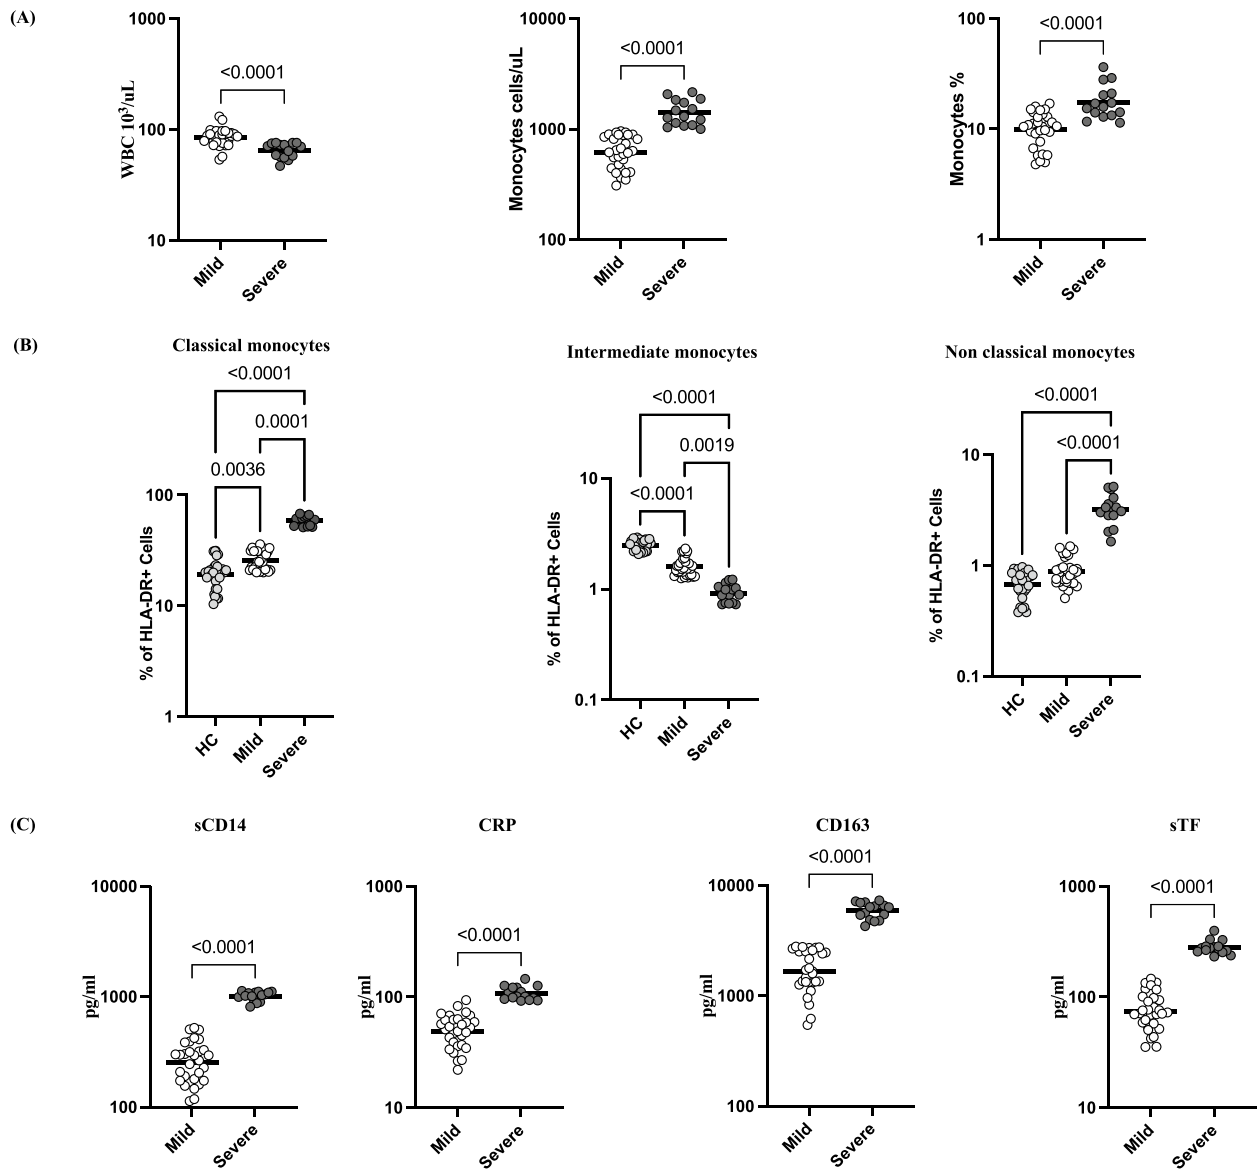 (A)
WBC 10³/uL
1000
100
10
<0.0001
Mild
Severe
Monocytes cells/uL
10000
1000
100
<0.0001
Mild
Severe
Monocytes %
100
10
1
<0.0001
Mild
Severe
(B)
Classical monocytes
<0.0001
0.0001
0.0036
% of HLA-DR+ Cells
100
10
1
HC
Mild
Severe
Intermediate monocytes
<0.0001
0.0019
<0.0001
% of HLA-DR+ Cells
10
1
0.1
HC
Mild
Severe
Non classical monocytes
<0.0001
<0.0001
% of HLA-DR+ Cells
10
1
0.1
HC
Mild
Severe
(C)
sCD14
pg/ml
10000
1000
100
<0.0001
Mild
Severe
CRP
pg/ml
1000
100
10
<0.0001
Mild
Severe
CD163
<0.0001
pg/ml
10000
1000
100
Mild
Severe
sTF
pg/ml
1000
100
10
<0.0001
Mild
Severe